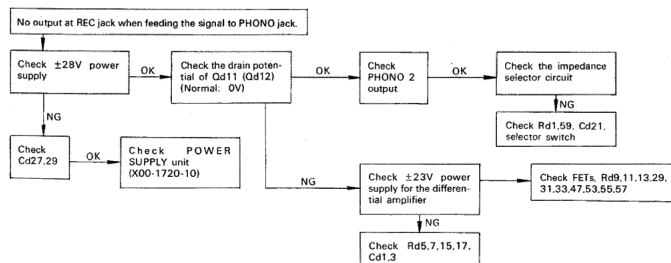 No output at REC jack when feeding the signal to PHONO jack.
Check ±28V power
supply
OK
Check the drain poten-
tial of Qd11 (Qd12)
(Normal: 0V)
OK
Check
PHONO 2
output
OK
Check the impedance
selector circuit
NG
Check Rd1,59, Cd21,
selector switch
NG
Check
Cd27,29
OK
Check POWER
SUPPLY unit
(X00-1720-10)
NG
Check ±23V power
supply for the differen-
tial amplifier
Check FETs, Rd9,11,13,29,
31,33,47,53,55,57
NG
Check Rd5,7,15,17,
Cd1,3